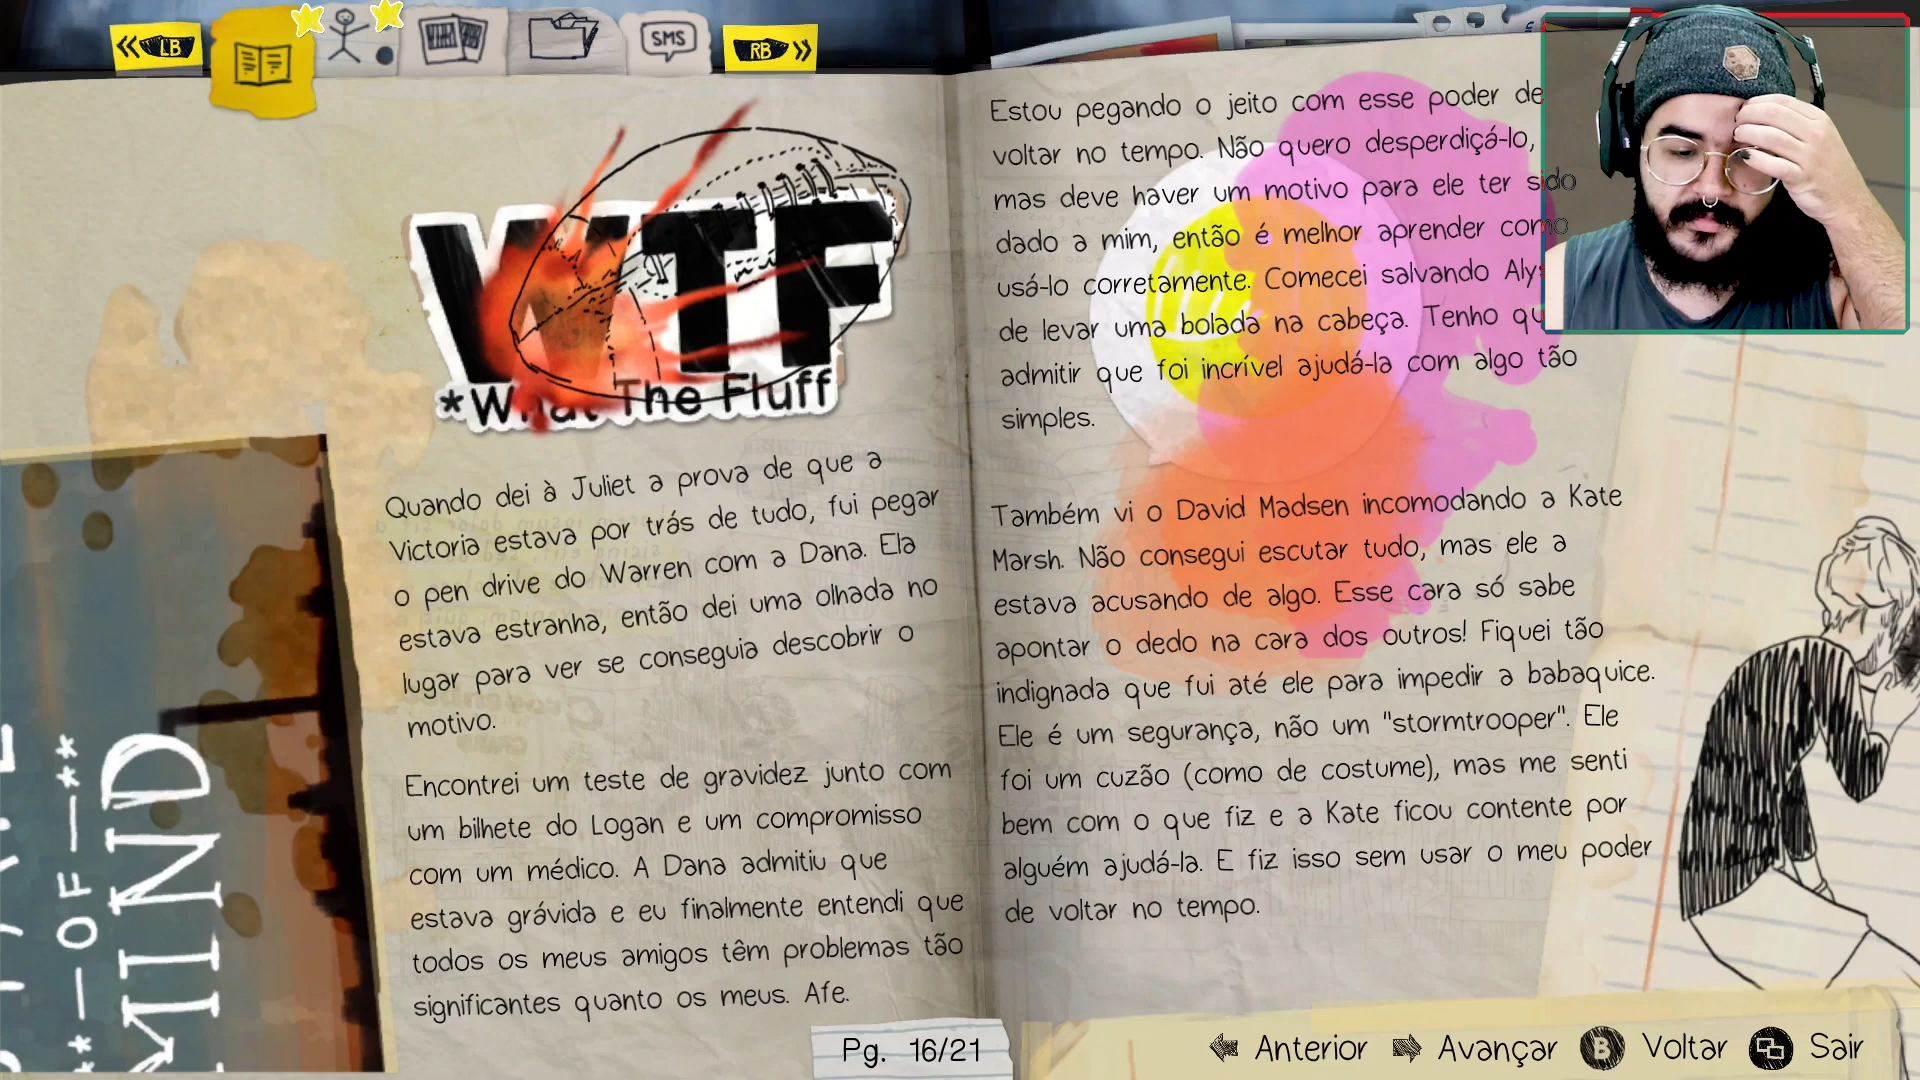 LB
SMS
RB
WTF
*What The Fluff
Quando dei à Juliet a prova de que a
Victoria estava por trás de tudo, fui pegar
o pen drive do Warren com a Dana. Ela
estava estranha, então dei uma olhada no
lugar para ver se conseguia descobrir o
motivo.
Encontrei um teste de gravidez junto com
um bilhete do Logan e um compromisso
com um médico. A Dana admitiu que
estava grávida e eu finalmente entendi que
todos os meus amigos têm problemas tão
significantes quanto os meus. Afe.
OF
MIND
Estou pegando o jeito com esse poder de
voltar no tempo. Não quero desperdiçá-lo,
mas deve haver um motivo para ele ter sido
dado a mim, então é melhor aprender como
usá-lo corretamente. Comecei salvando
de levar uma bolada na cabeça. Tenho
admitir que foi incrível ajudá-la com algo tão
simples.
Também vi o David Madsen incomodando a Kate
Marsh. Não consegui escutar tudo, mas ele a
estava acusando de algo. Esse cara só sabe
apontar o dedo na cara dos outros! Fiquei tão
indignada que fui até ele para impedir a babaquice.
Ele é um segurança, não um "stormtrooper". Ele
foi um cuzão (como de costume), mas me senti
bem com o que fiz e a Kate ficou contente por
alguém ajudá-la. E fiz isso sem usar o meu poder
de voltar no tempo.
Pg. 16/21
Anterior
Avançar
B Voltar
Sair